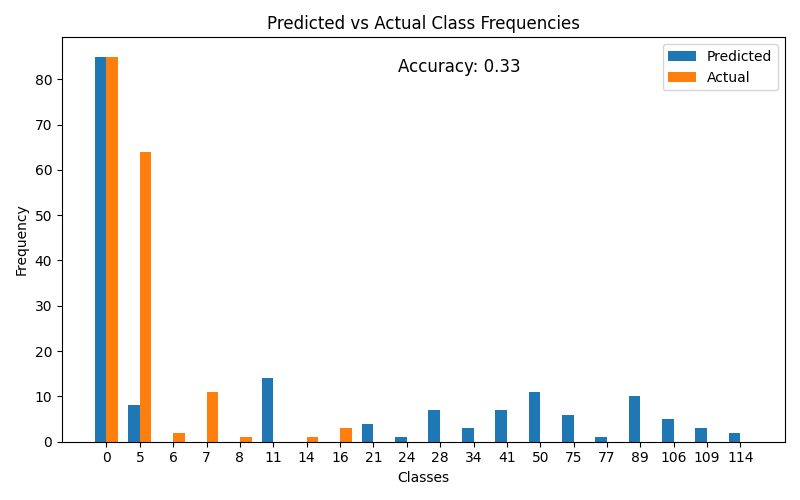 Predicted vs Actual Class Frequencies
Accuracy: 0.33
Predicted
Actual
80
70
60
50
40
30
20
10
0
Frequency
0 5 6 7 8 11 14 16 21 24 28 34 41 50 75 77 89 106 109 114
Classes